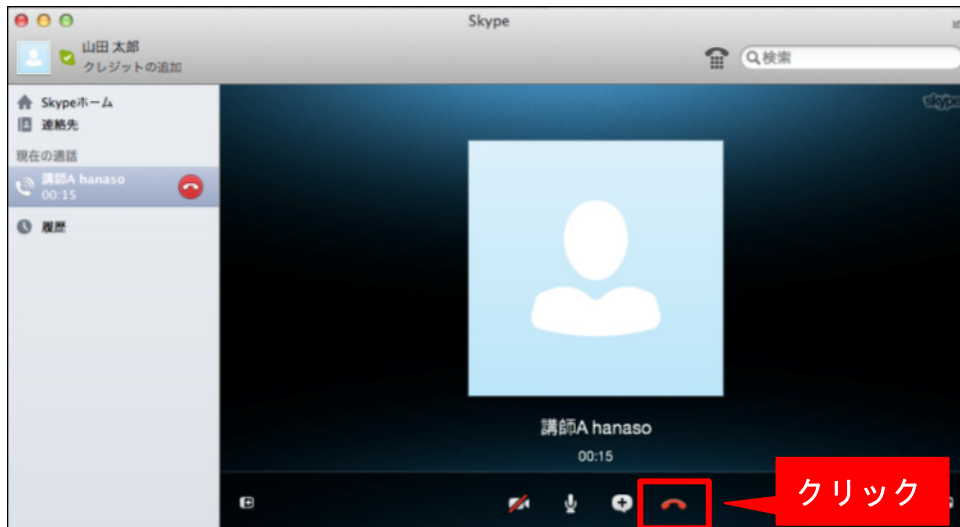 Skype
山田 太郎
クレジットの追加
検索
Skypeホーム
連絡先
現在の通話
講師A hanaso
00:15
履歴
skype
講師A hanaso
00:15
クリック